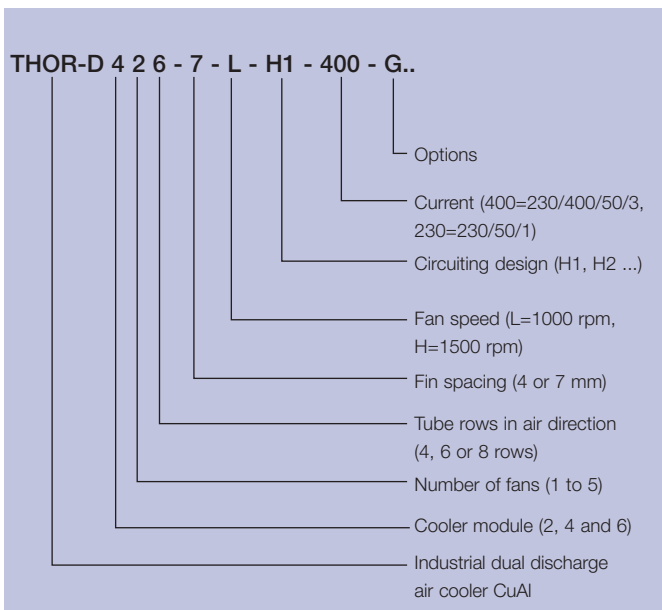 THOR-D 4 2 6 - 7 - L - H1 - 400 - G..
Options
Current (400=230/400/50/3,
230=230/50/1)
Circuiting design (H1, H2 ...)
Fan speed (L=1000 rpm,
H=1500 rpm)
Fin spacing (4 or 7 mm)
Tube rows in air direction
(4, 6 or 8 rows)
Number of fans (1 to 5)
Cooler module (2, 4 and 6)
Industrial dual discharge
air cooler CuAl